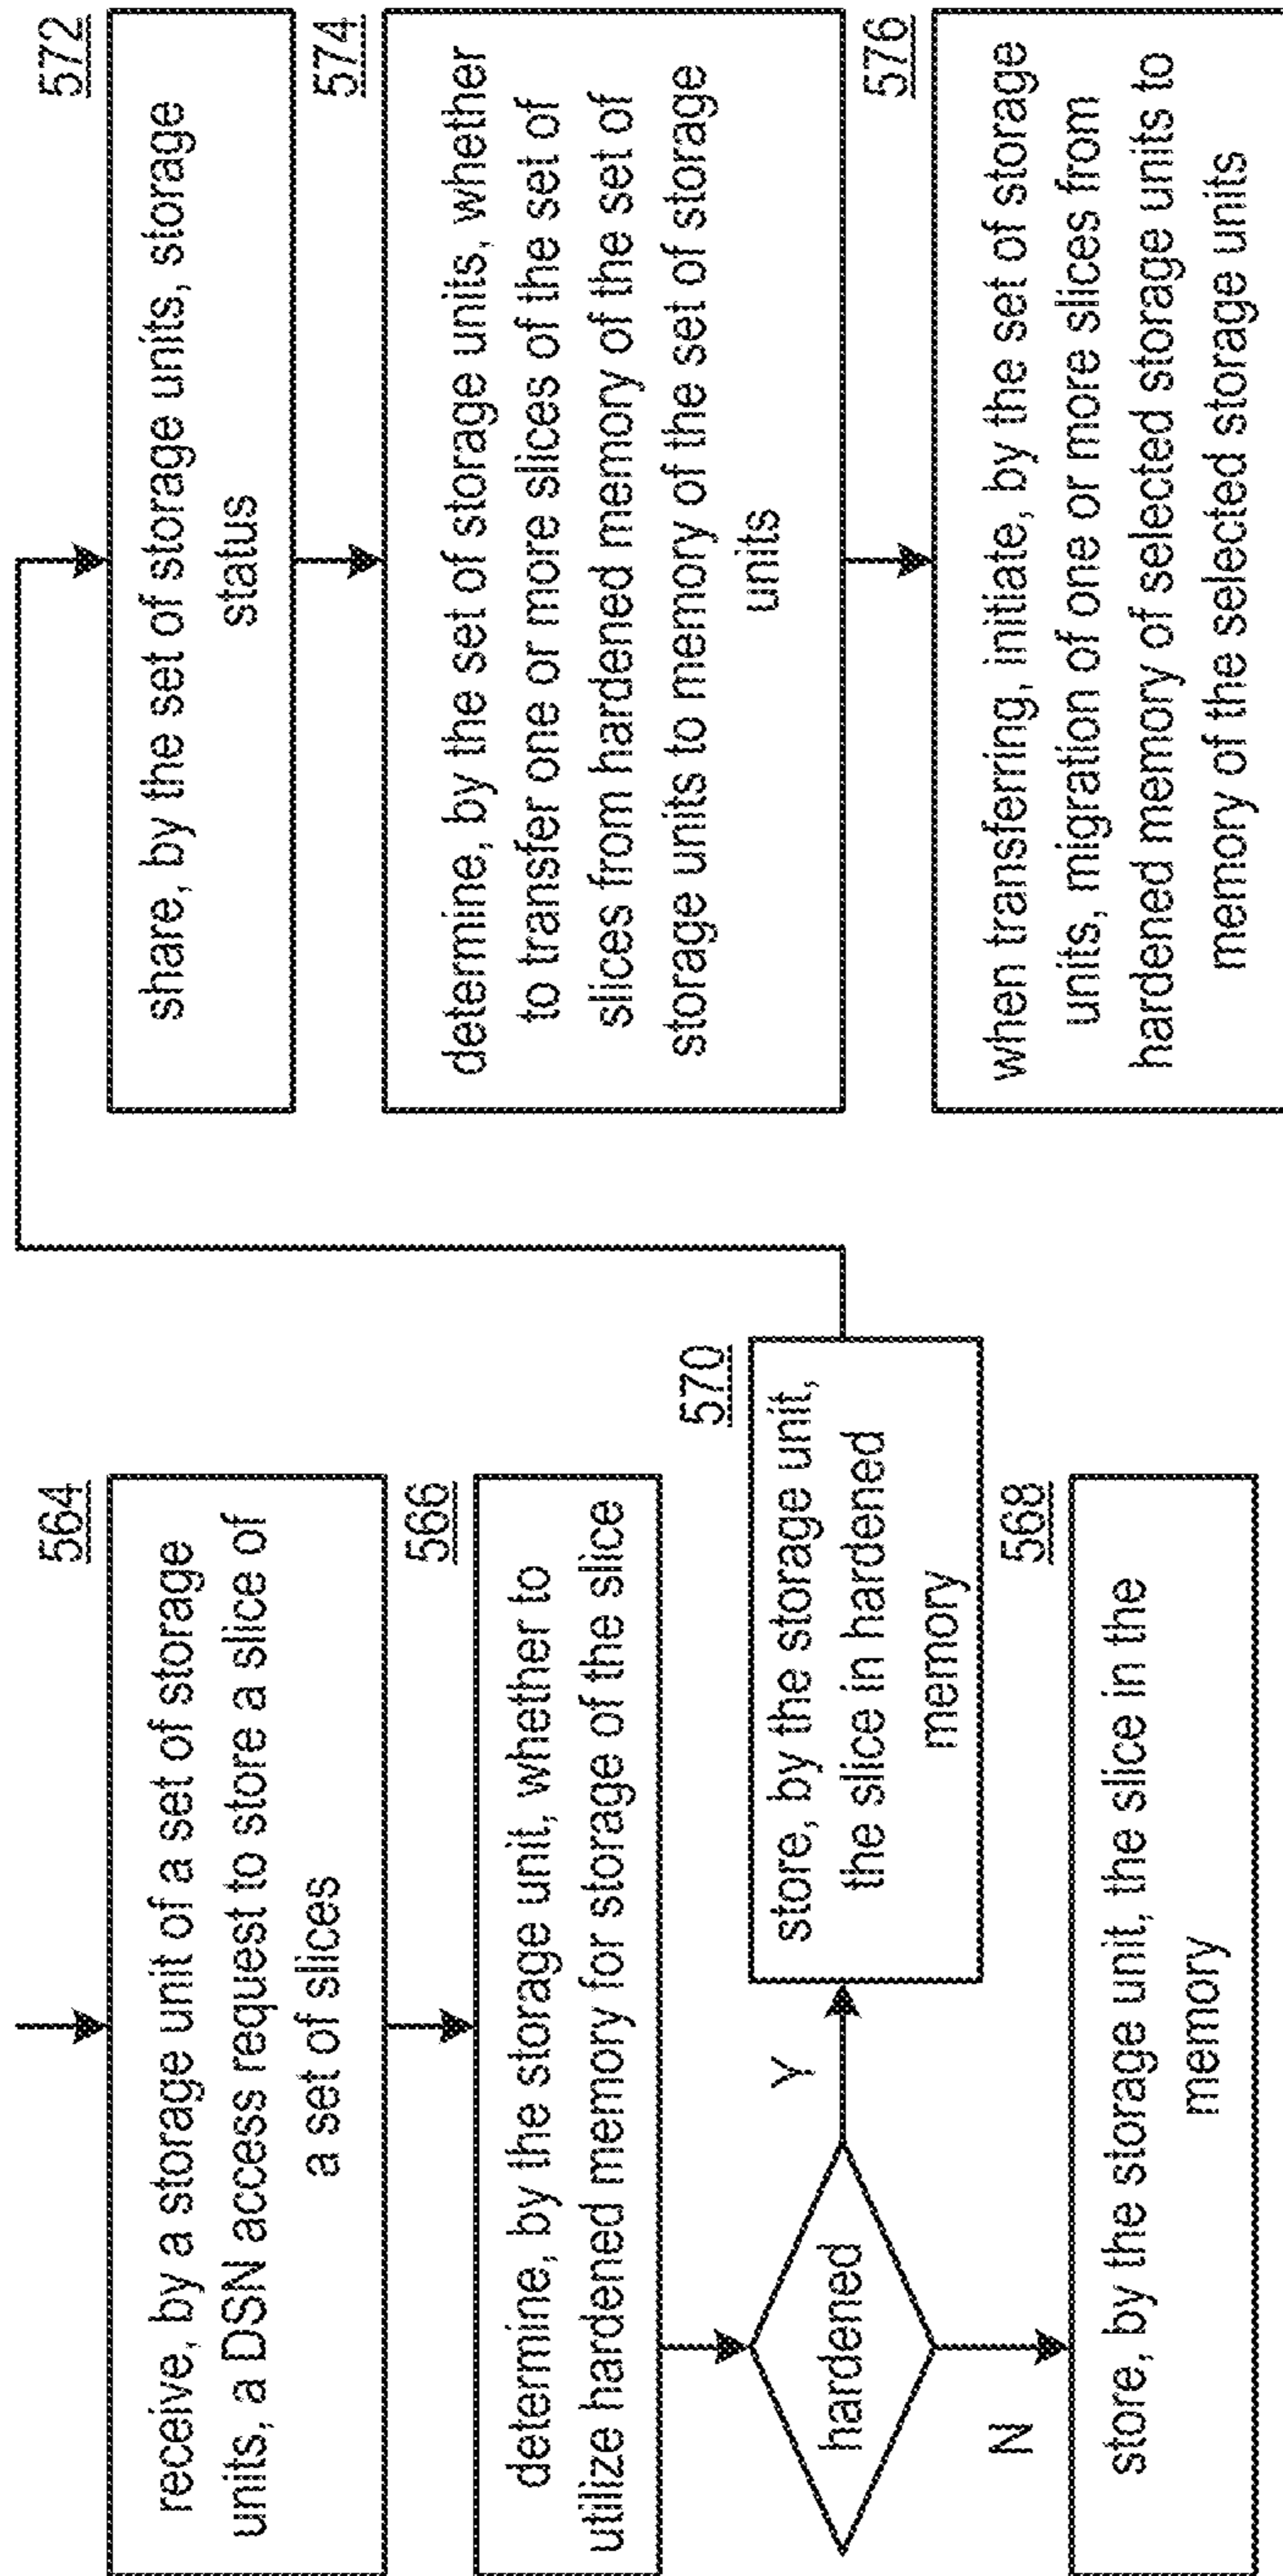 564
receive, by a storage unit of a set of storage
units, a DSN access request to store a slice of
a set of slices
566
determine, by the storage unit, whether to
utilize hardened memory for storage of the slice
hardened
Y
N
570
store, by the storage unit,
the slice in hardened
memory
568
store, by the storage unit, the slice in the
memory
572
share, by the set of storage units, storage
status
574
determine, by the set of storage units, whether
to transfer one or more slices of the set of
slices from hardened memory of the set of
storage units to memory of the set of storage
units
576
when transferring, initiate, by the set of storage
units, migration of one or more slices from
hardened memory of selected storage units to
memory of the selected storage units